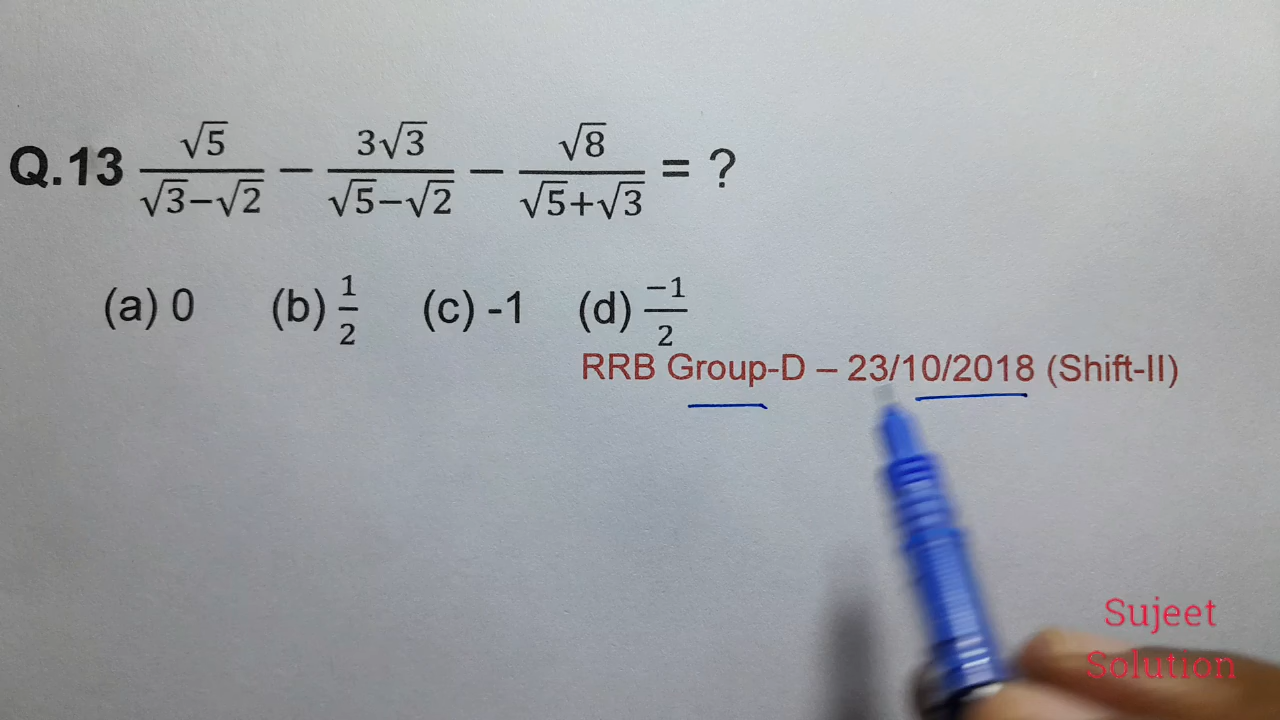 Q.13 √5/(√3−√2) − 3√3/(√5−√2) − √8/(√5+√3) = ?
(a) 0 (b) 1/2 (c) -1 (d) −1/2
RRB Group-D – 23/10/2018 (Shift-II)
Sujeet
Solution